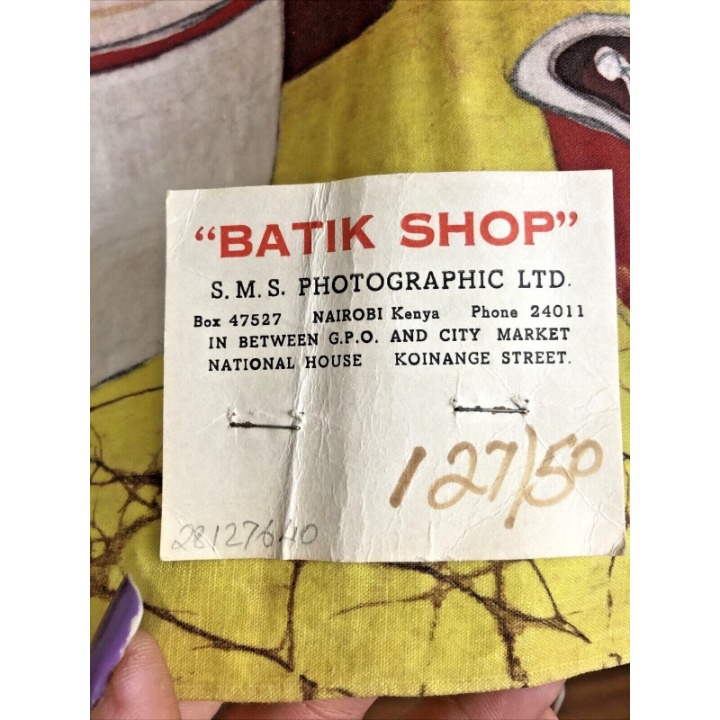 “BATIK SHOP”
S. M. S. PHOTOGRAPHIC LTD.
Box 47527 NAIROBI Kenya Phone 24011
IN BETWEEN G.P.O. AND CITY MARKET
NATIONAL HOUSE KOINANGE STREET.
127/50
28127640